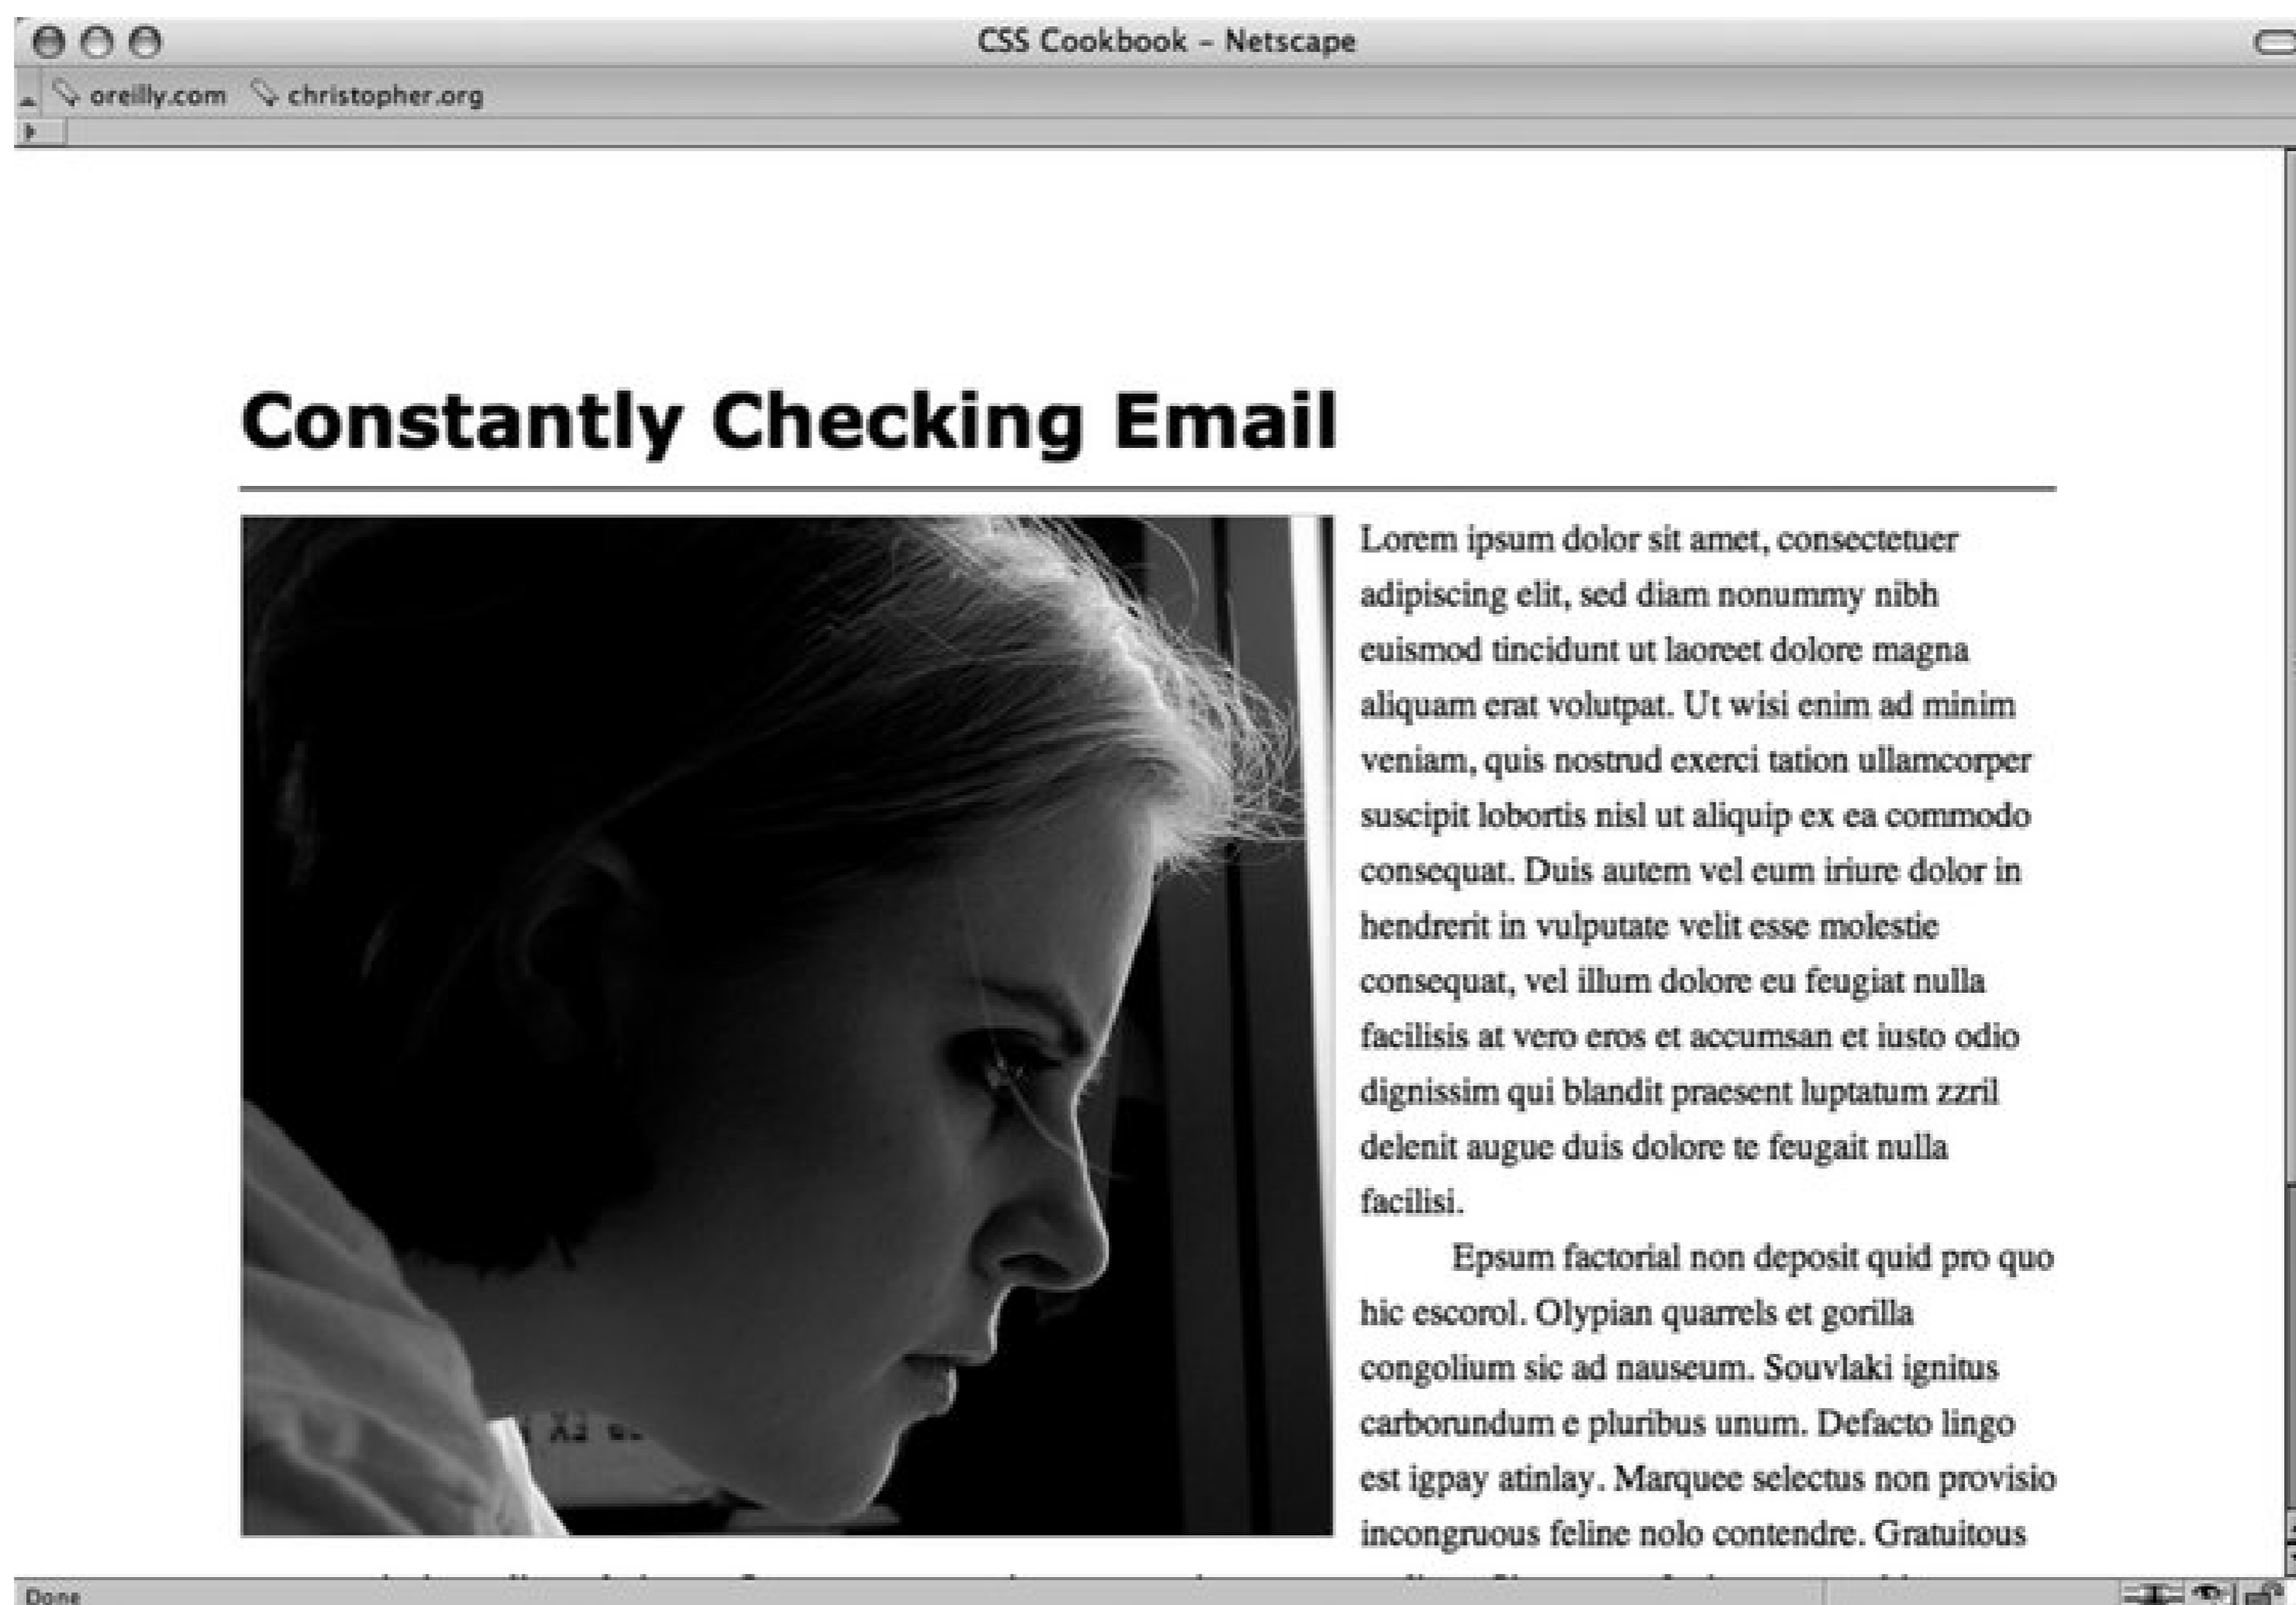 CSS Cookbook – Netscape
oreilly.com christopher.org
Constantly Checking Email
Lorem ipsum dolor sit amet, consectetuer
adipiscing elit, sed diam nonummy nibh
euismod tincidunt ut laoreet dolore magna
aliquam erat volutpat. Ut wisi enim ad minim
veniam, quis nostrud exerci tation ullamcorper
suscipit lobortis nisl ut aliquip ex ea commodo
consequat. Duis autem vel eum iriure dolor in
hendrerit in vulputate velit esse molestie
consequat, vel illum dolore eu feugiat nulla
facilisis at vero eros et accumsan et iusto odio
dignissim qui blandit praesent luptatum zzril
delenit augue duis dolore te feugait nulla
facilisi.
Epsum factorial non deposit quid pro quo
hic escorol. Olypian quarrels et gorilla
congolium sic ad nauseum. Souvlaki ignitus
carborundum e pluribus unum. Defacto lingo
est igpay atinlay. Marquee selectus non provisio
incongruous feline nolo contendre. Gratuitous
Done